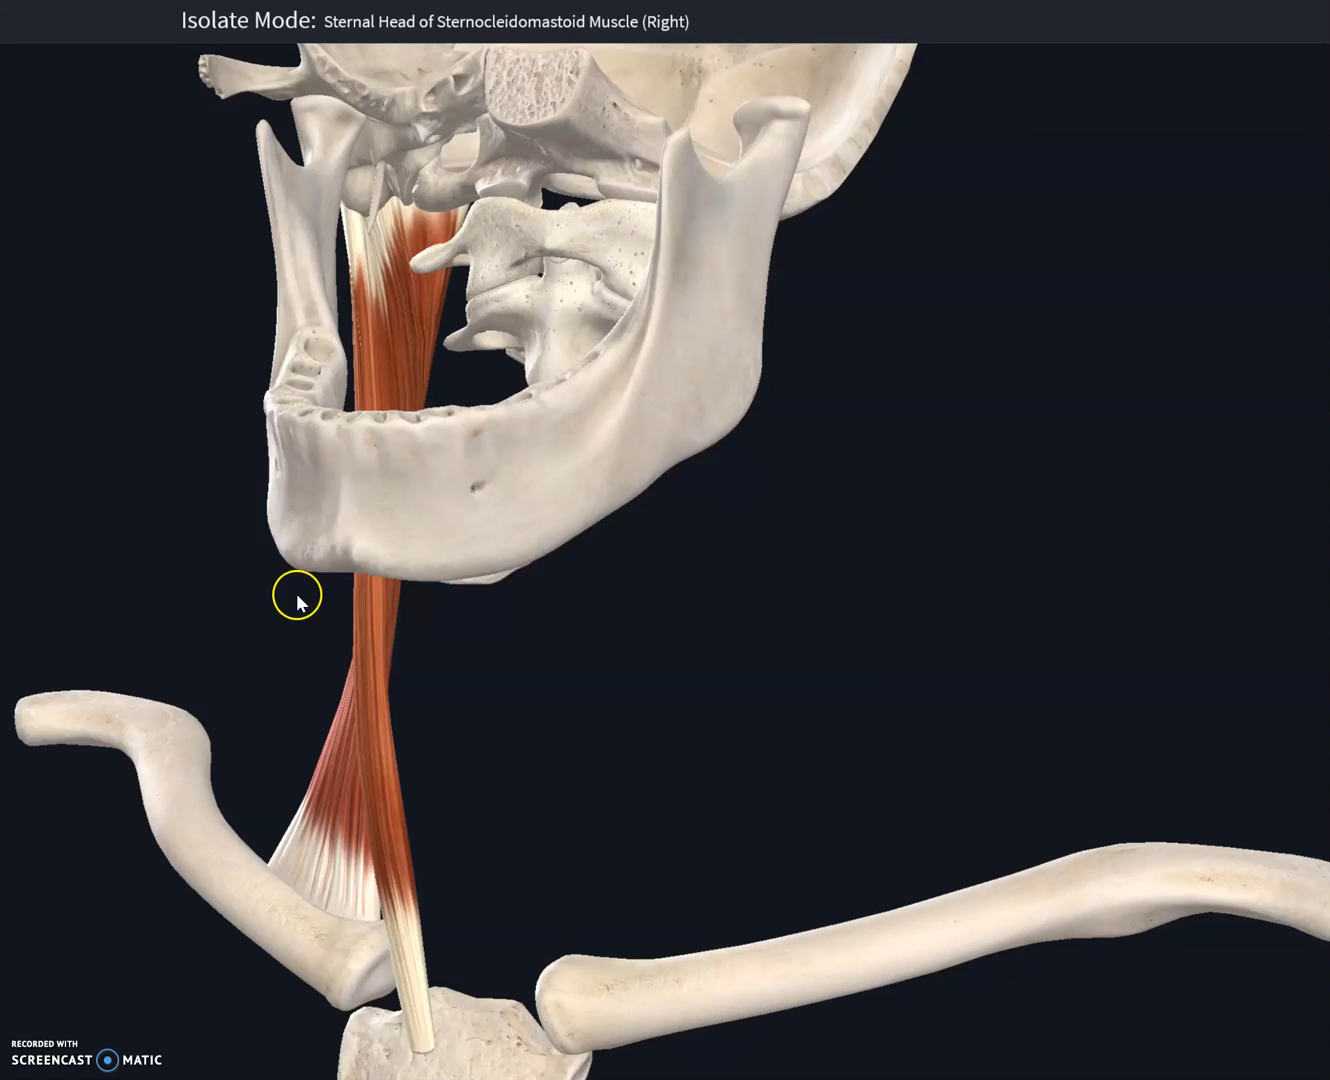 Isolate Mode: Sternal Head of Sternocleidomastoid Muscle (Right)
RECORDED WITH
SCREENCAST MATIC